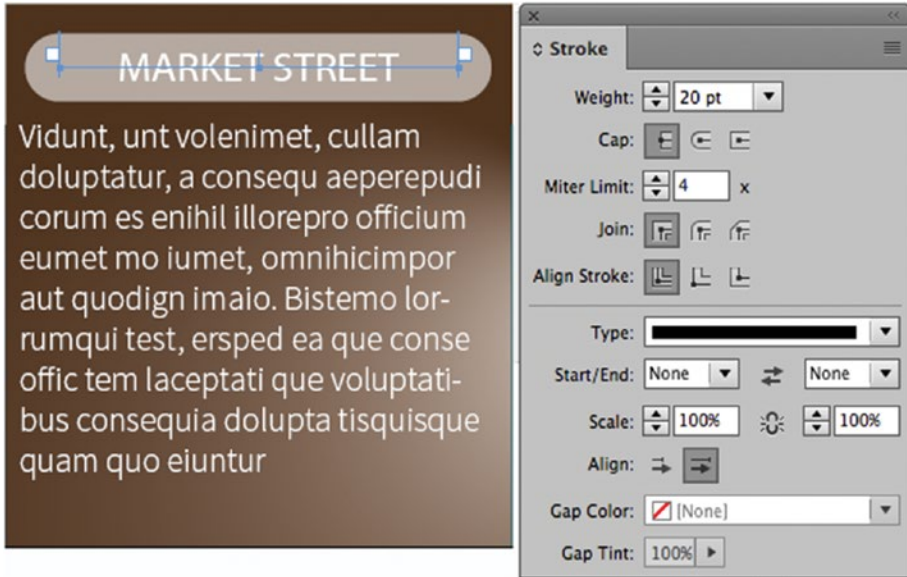 MARKET STREET
Vidunt, unt volenimet, cullam
doluptatur, a consequ aeperepudi
corum es enihil illorepro officium
eumet mo iumet, omnihicimpor
aut quodign imaio. Bistemo lor-
rumqui test, ersped ea que conse
offic tem laceptati que voluptati-
bus consequia dolupta tisquisque
quam quo eiuntur
Stroke
Weight: 20 pt
Cap:
Miter Limit: 4 x
Join:
Align Stroke:
Type:
Start/End: None None
Scale: 100% 100%
Align:
Gap Color: [None]
Gap Tint: 100%